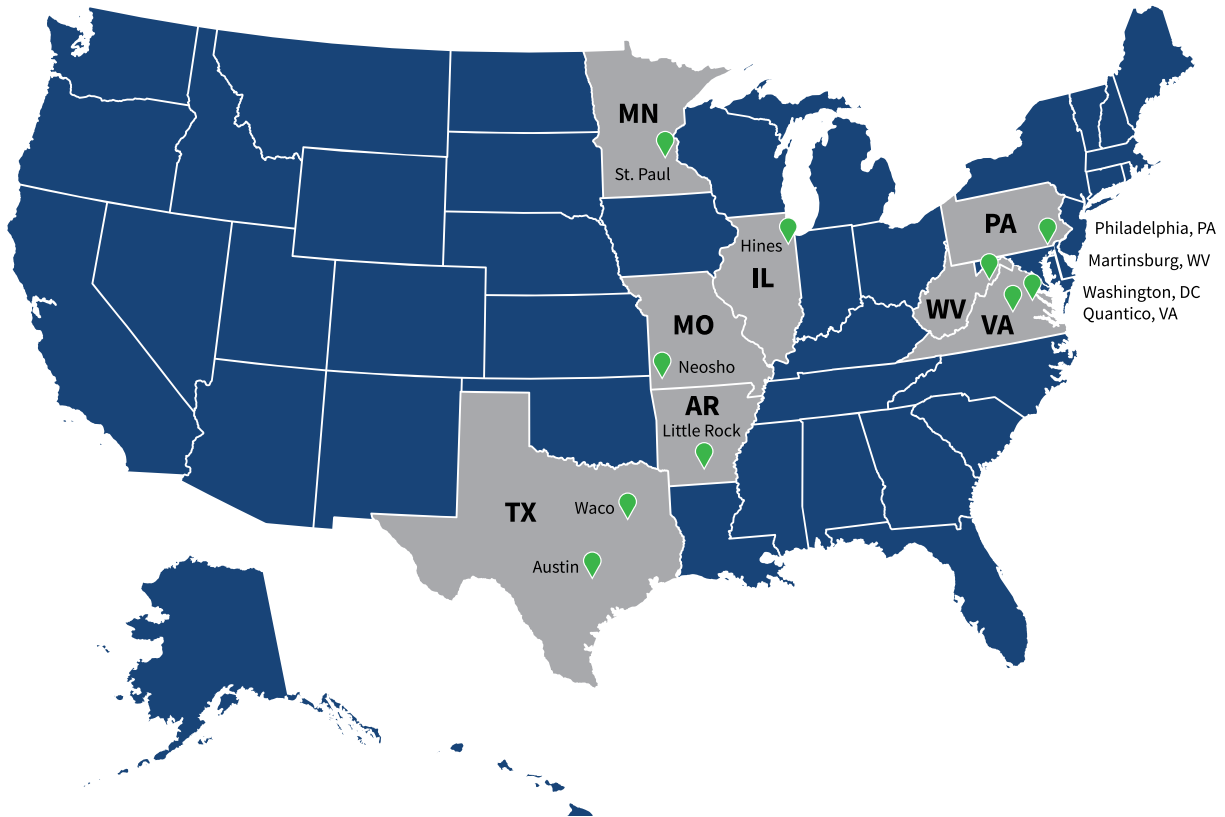 MN
St. Paul
PA
Philadelphia, PA
Hines
Martinsburg, WV
IL
Washington, DC
WV
Quantico, VA
VA
MO
Neosho
AR
Little Rock
TX
Waco
Austin